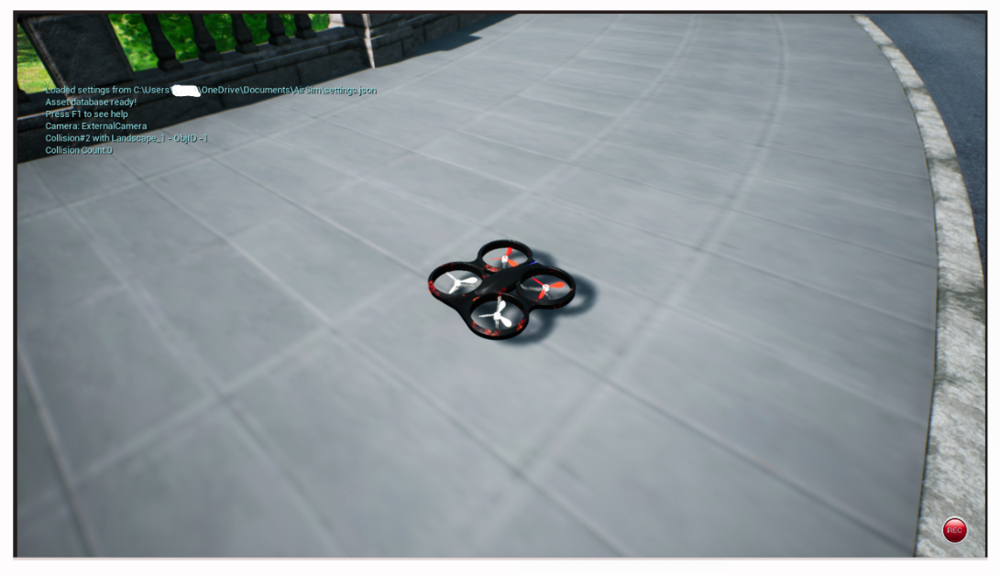 Loaded settings from C:\Users\ \OneDrive\Documents\AirSim\settings.json
Asset database ready!
Press F1 to see help
Camera: ExternalCamera
Collision#2 with Landscape_1 - ObjID -1
Collision Count:0
REC